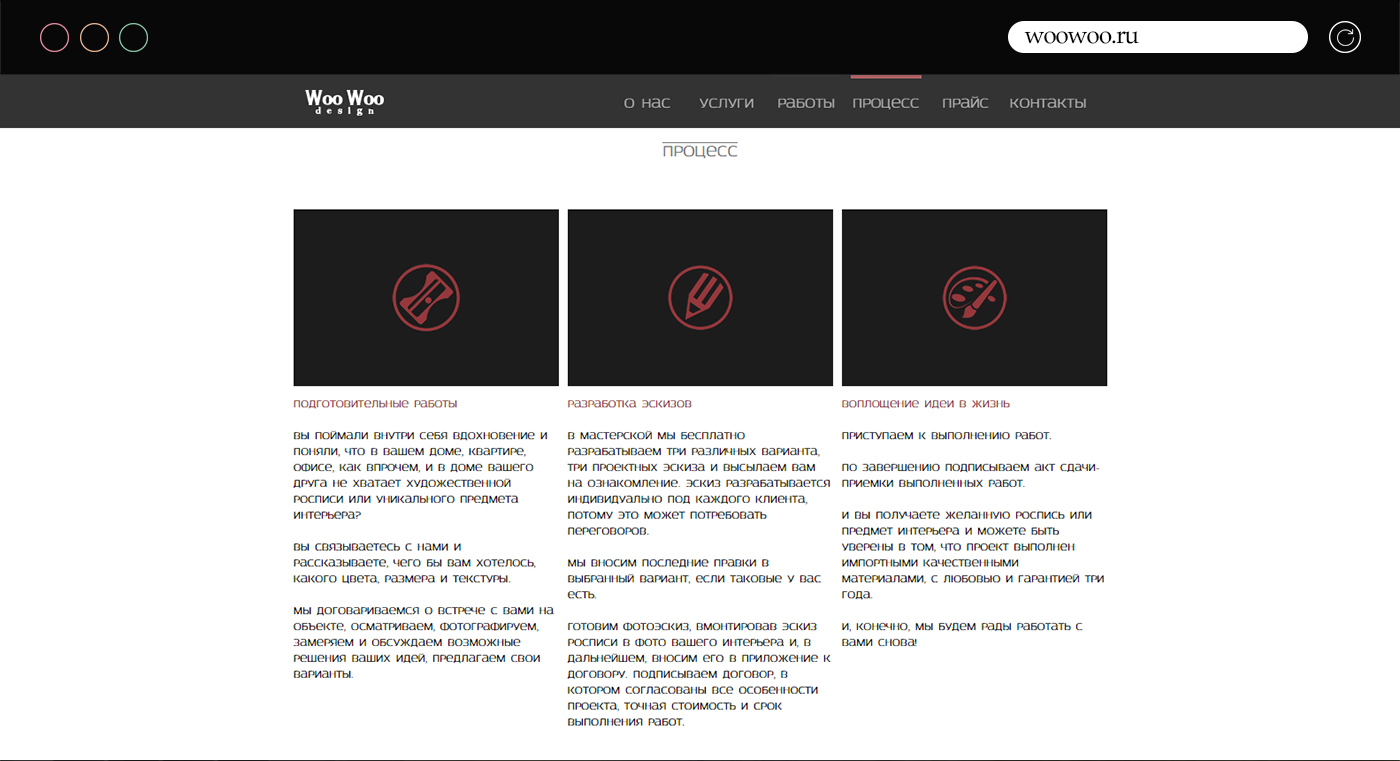 woowoo.ru
Woo Woo
design
О НАС УСЛУГИ РАБОТЫ ПРОЦЕСС ПРАЙС КОНТАКТЫ
ПРОЦЕСС
ПОДГОТОВИТЕЛЬНЫЕ РАБОТЫ
ВЫ ПОЙМАЛИ ВНУТРИ СЕБЯ ВДОХНОВЕНИЕ И
ПОНЯЛИ, ЧТО В ВАШЕМ ДОМЕ, КВАРТИРЕ,
ОФИСЕ, КАК ВПРОЧЕМ, И В ДОМЕ ВАШЕГО
ДРУГА НЕ ХВАТАЕТ ХУДОЖЕСТВЕННОЙ
РОСПИСИ ИЛИ УНИКАЛЬНОГО ПРЕДМЕТА
ИНТЕРЬЕРА?
ВЫ СВЯЗЫВАЕТЕСЬ С НАМИ И
РАССКАЗЫВАЕТЕ, ЧЕГО БЫ ВАМ ХОТЕЛОСЬ,
КАКОГО ЦВЕТА, РАЗМЕРА И ТЕКСТУРЫ.
МЫ ДОГОВАРИВАЕМСЯ О ВСТРЕЧЕ С ВАМИ НА
ОБЪЕКТЕ, ОСМАТРИВАЕМ, ФОТОГРАФИРУЕМ,
ЗАМЕРЯЕМ И ОБСУЖДАЕМ ВОЗМОЖНЫЕ
РЕШЕНИЯ ВАШИХ ИДЕЙ, ПРЕДЛАГАЕМ СВОИ
ВАРИАНТЫ.
РАЗРАБОТКА ЭСКИЗОВ
В МАСТЕРСКОЙ МЫ БЕСПЛАТНО
РАЗРАБАТЫВАЕМ ТРИ РАЗЛИЧНЫХ ВАРИАНТА,
ТРИ ПРОЕКТНЫХ ЭСКИЗА И ВЫСЫЛАЕМ ВАМ
НА ОЗНАКОМЛЕНИЕ. ЭСКИЗ РАЗРАБАТЫВАЕТСЯ
ИНДИВИДУАЛЬНО ПОД КАЖДОГО КЛИЕНТА,
ПОТОМУ ЭТО МОЖЕТ ПОТРЕБОВАТЬ
ПЕРЕГОВОРОВ.
МЫ ВНОСИМ ПОСЛЕДНИЕ ПРАВКИ В
ВЫБРАННЫЙ ВАРИАНТ, ЕСЛИ ТАКОВЫЕ У ВАС
ЕСТЬ.
ГОТОВИМ ФОТОЭСКИЗ, ВМОНТИРОВАВ ЭСКИЗ
РОСПИСИ В ФОТО ВАШЕГО ИНТЕРЬЕРА И, В
ДАЛЬНЕЙШЕМ, ВНОСИМ ЕГО В ПРИЛОЖЕНИЕ К
ДОГОВОРУ. ПОДПИСЫВАЕМ ДОГОВОР, В
КОТОРОМ СОГЛАСОВАНЫ ВСЕ ОСОБЕННОСТИ
ПРОЕКТА, ТОЧНАЯ СТОИМОСТЬ И СРОК
ВЫПОЛНЕНИЯ РАБОТ.
ВОПЛОЩЕНИЕ ИДЕИ В ЖИЗНЬ
ПРИСТУПАЕМ К ВЫПОЛНЕНИЮ РАБОТ.
ПО ЗАВЕРШЕНИЮ ПОДПИСЫВАЕМ АКТ СДАЧИ-
ПРИЕМКИ ВЫПОЛНЕННЫХ РАБОТ.
И ВЫ ПОЛУЧАЕТЕ ЖЕЛАННУЮ РОСПИСЬ ИЛИ
ПРЕДМЕТ ИНТЕРЬЕРА И МОЖЕТЕ БЫТЬ
УВЕРЕНЫ В ТОМ, ЧТО ПРОЕКТ ВЫПОЛНЕН
ИМПОРТНЫМИ КАЧЕСТВЕННЫМИ
МАТЕРИАЛАМИ, С ЛЮБОВЬЮ И ГАРАНТИЕЙ ТРИ
ГОДА.
И, КОНЕЧНО, МЫ БУДЕМ РАДЫ РАБОТАТЬ С
ВАМИ СНОВА!